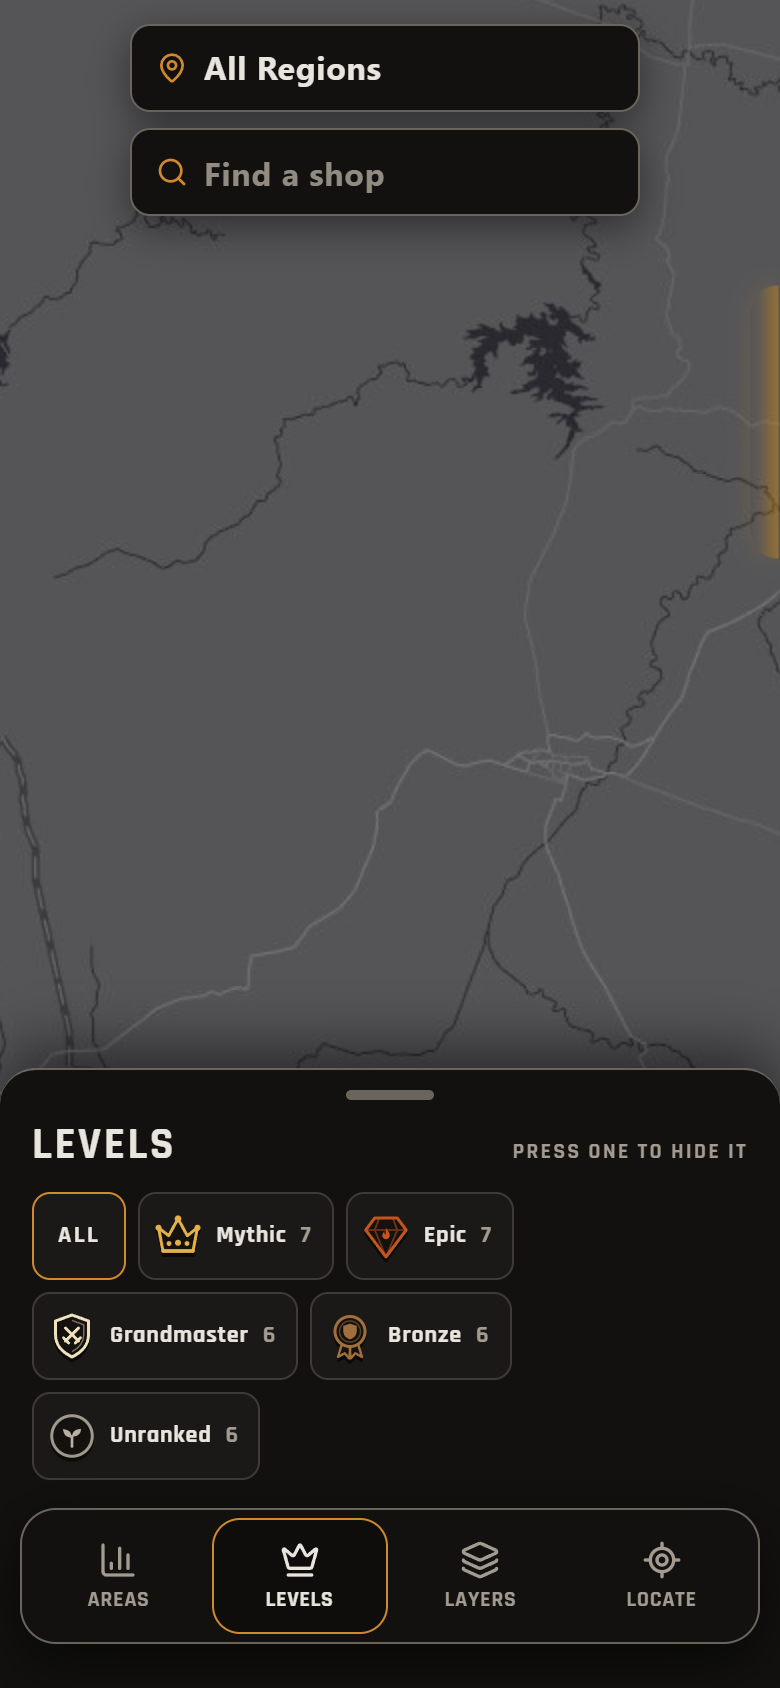 All Regions
Find a shop
LEVELS
PRESS ONE TO HIDE IT
ALL
Mythic 7
Epic 7
Grandmaster 6
Bronze 6
Unranked 6
AREAS
LEVELS
LAYERS
LOCATE